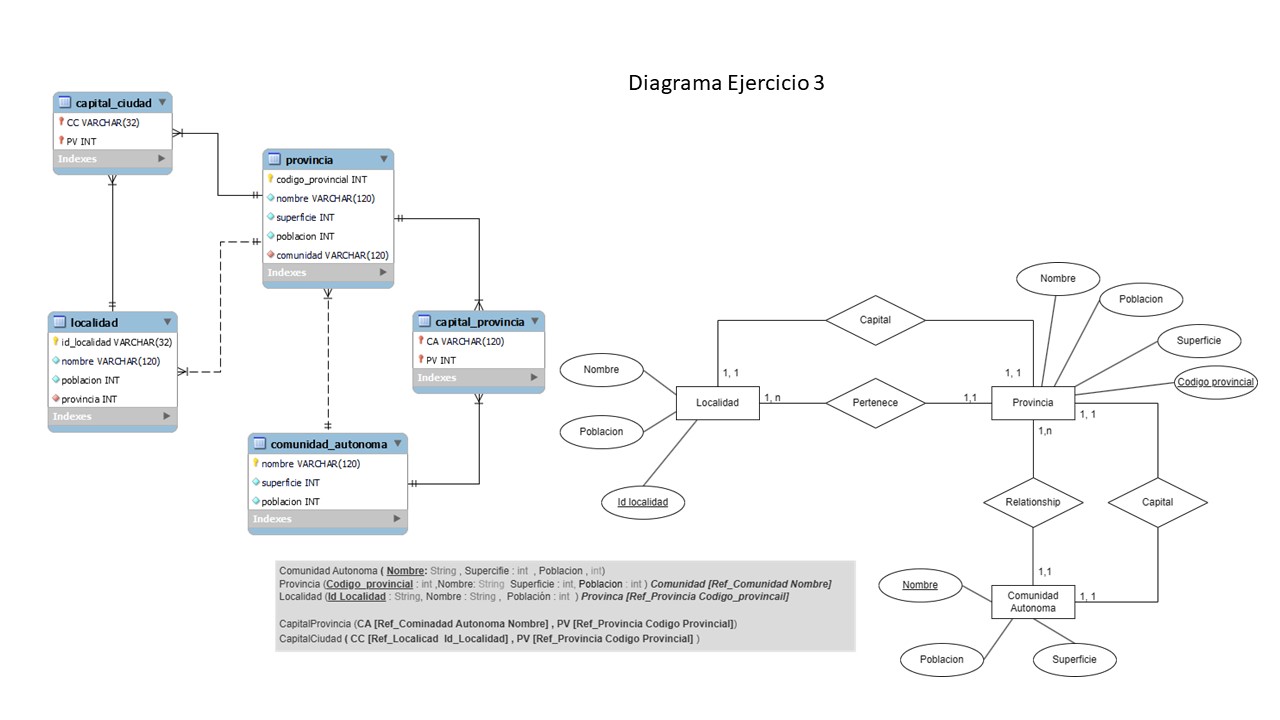 Diagrama Ejercicio 3
capital_ciudad
CC VARCHAR(32)
PV INT
Indexes
provincia
codigo_provincial INT
nombre VARCHAR(120)
superficie INT
poblacion INT
comunidad VARCHAR(120)
Indexes
localidad
id_localidad VARCHAR(32)
nombre VARCHAR(120)
poblacion INT
provincia INT
Indexes
capital_provincia
CA VARCHAR(120)
PV INT
Indexes
comunidad_autonoma
nombre VARCHAR(120)
superficie INT
poblacion INT
Indexes
Nombre
Poblacion
Superficie
Codigo provincial
Capital
1, 1
1, 1
Nombre
Localidad
1, n
Pertenece
1,1
Provincia
1, 1
Poblacion
1,n
Id localidad
Relationship
Capital
1,1
Nombre
Comunidad
Autonoma
1, 1
Poblacion
Superficie
Comunidad Autonoma ( Nombre: String , Supercifie : int , Poblacion , int)
Provincia (Codigo_provincial : int ,Nombre: String Superficie : int, Poblacion : int ) Comunidad [Ref_Comunidad Nombre]
Localidad (Id Localidad : String, Nombre : String , Población : int ) Provinca [Ref_Provincia Codigo_provincail]
CapitalProvincia (CA [Ref_Cominadad Autonoma Nombre] , PV [Ref_Provincia Codigo Provincial])
CapitalCiudad ( CC [Ref_Localicad Id_Localidad] , PV [Ref_Provincia Codigo Provincial] )